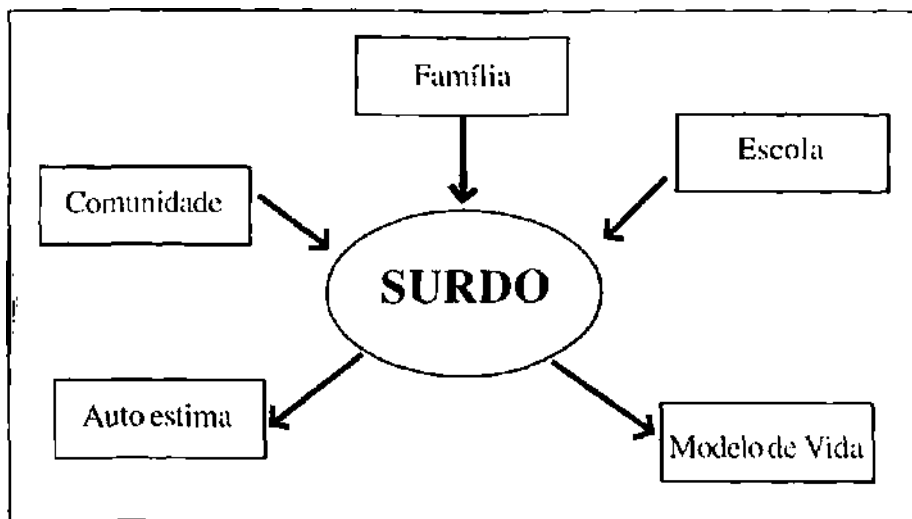 Família
Escola
Comunidade
SURDO
Auto estima
Modelo de Vida